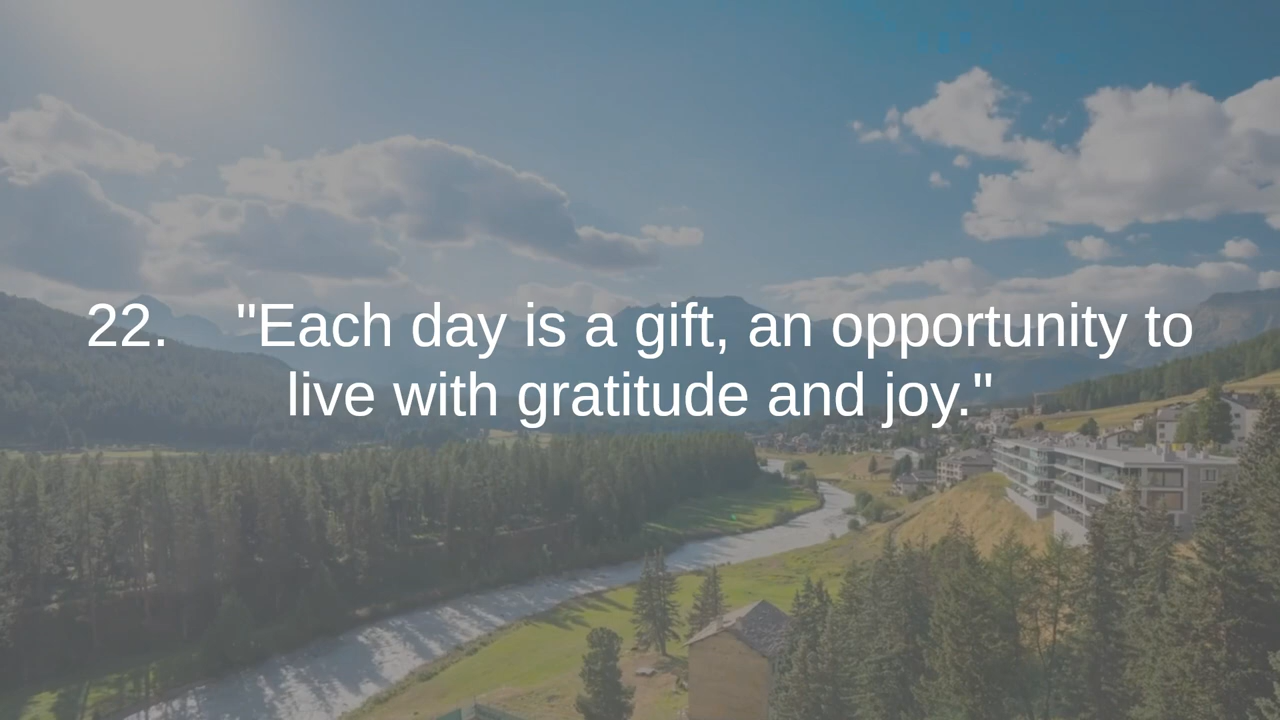 22. "Each day is a gift, an opportunity to
live with gratitude and joy."